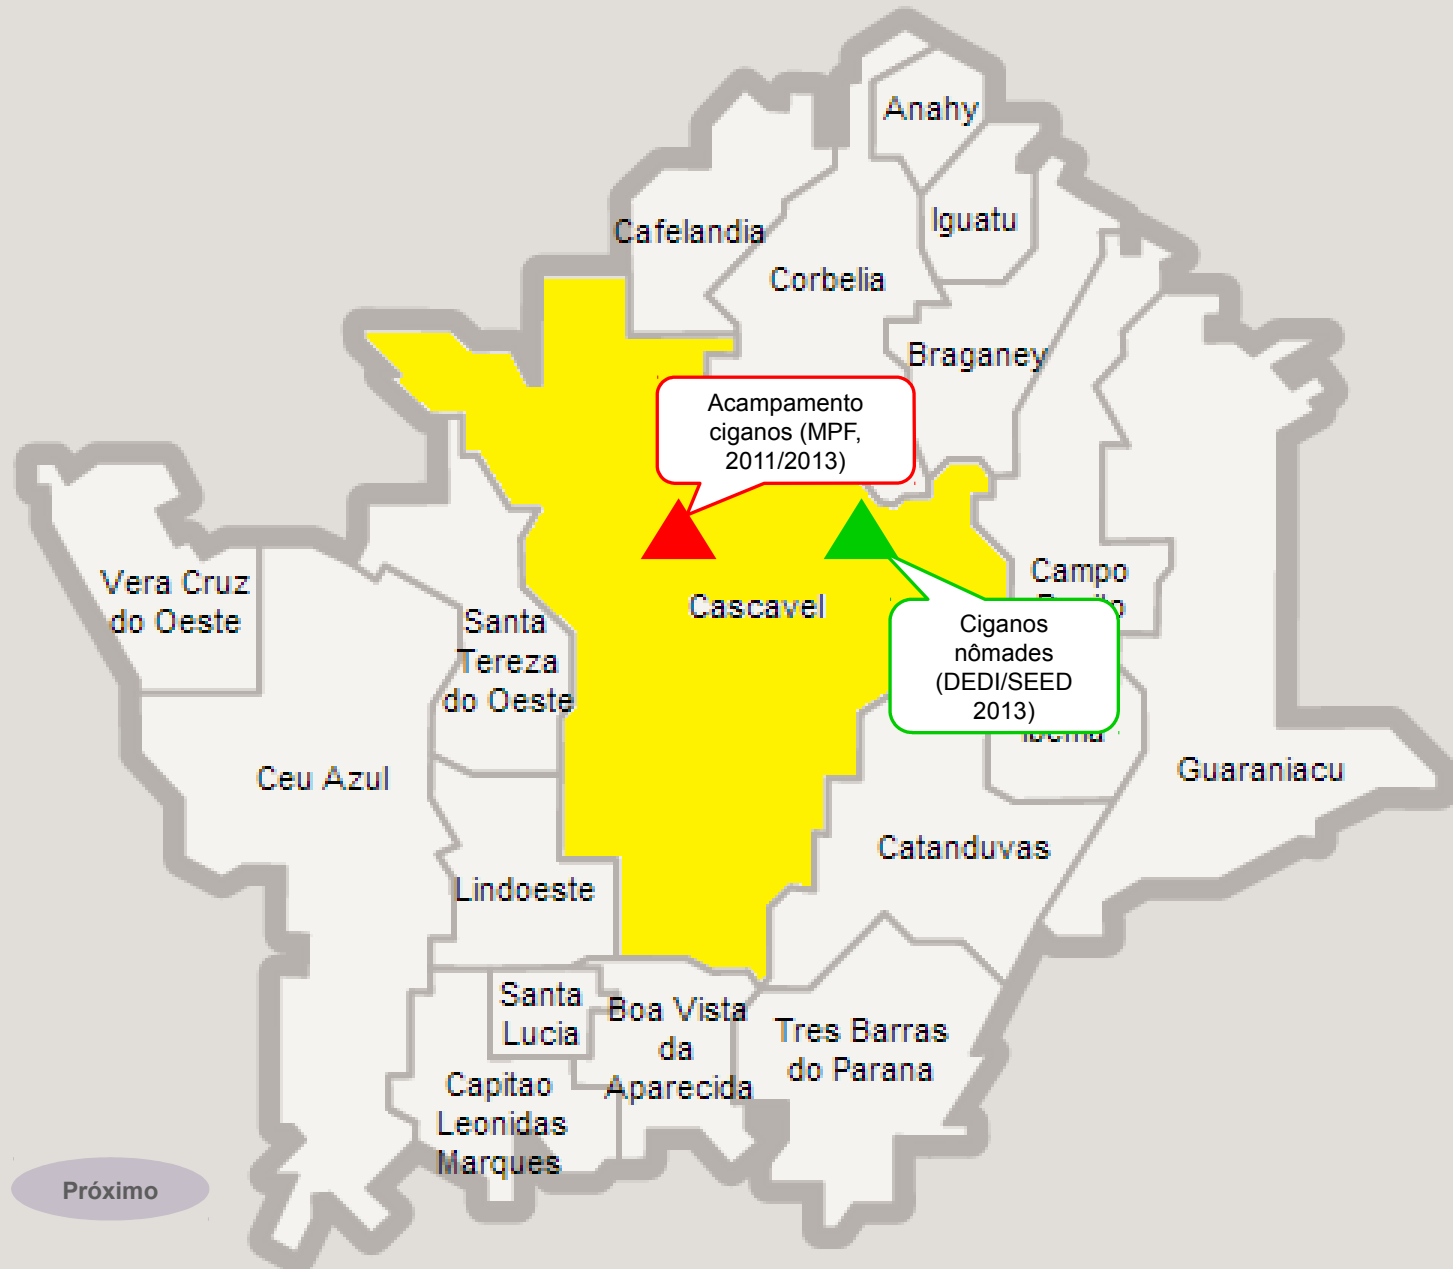 Anahy
Iguatu
Cafelandia
Corbelia
Braganey
Acampamento
ciganos (MPF,
2011/2013)
Vera Cruz
do Oeste
Santa
Tereza
do Oeste
Cascavel
Campo
Ciganos
nômades
(DEDI/SEED
2013)
Ceu Azul
Guaraniacu
Catanduvas
Lindoeste
Santa
Lucia
Boa Vista
da
Aparecida
Tres Barras
do Parana
Capitao
Leonidas
Marques
Próximo